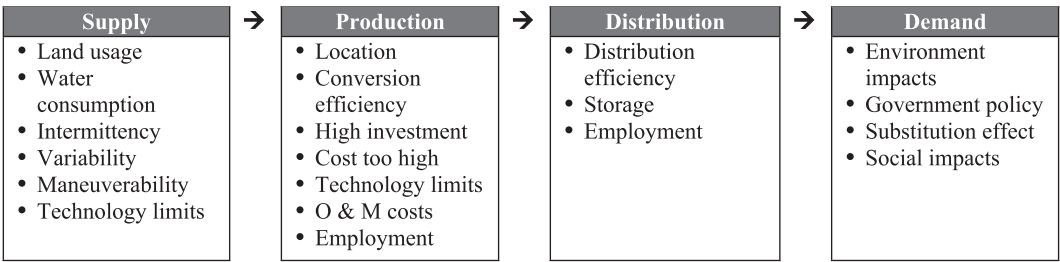 Supply → Production → Distribution → Demand
• Land usage
• Water
consumption
• Intermittency
• Variability
• Maneuverability
• Technology limits
• Location
• Conversion
efficiency
• High investment
• Cost too high
• Technology limits
• O & M costs
• Employment
• Distribution
efficiency
• Storage
• Employment
• Environment
impacts
• Government policy
• Substitution effect
• Social impacts